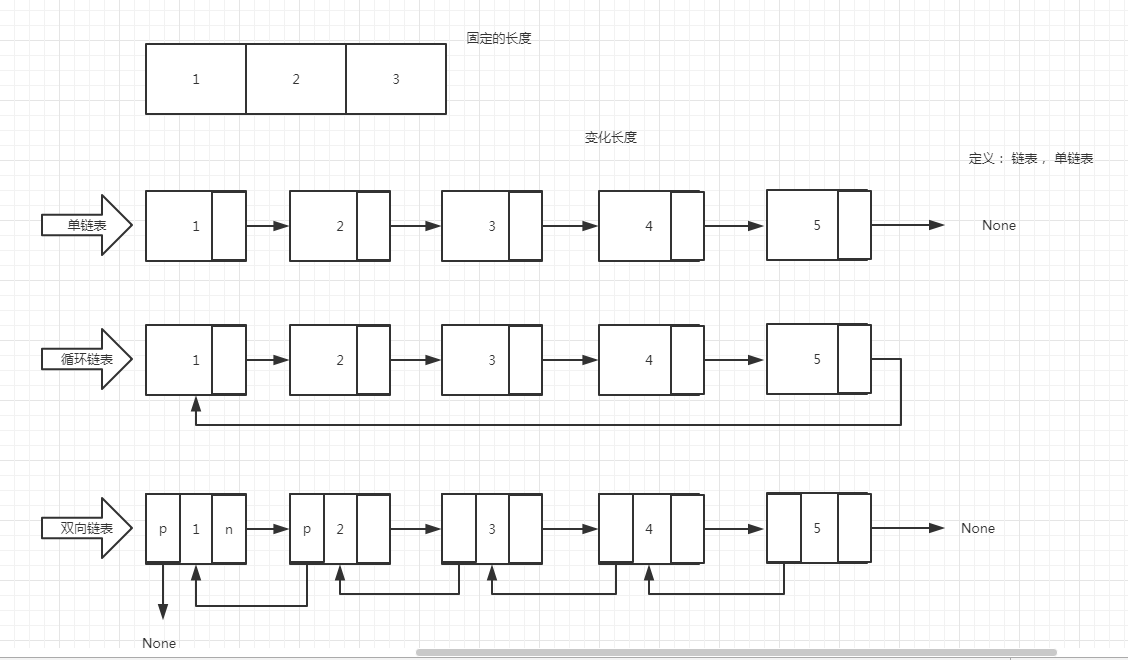 固定的长度
1 2 3
变化长度
定义： 链表 ， 单链表
单链表 1 2 3 4 5 None
循环链表 1 2 3 4 5
双向链表 p 1 n p 2 3 4 5 None
None